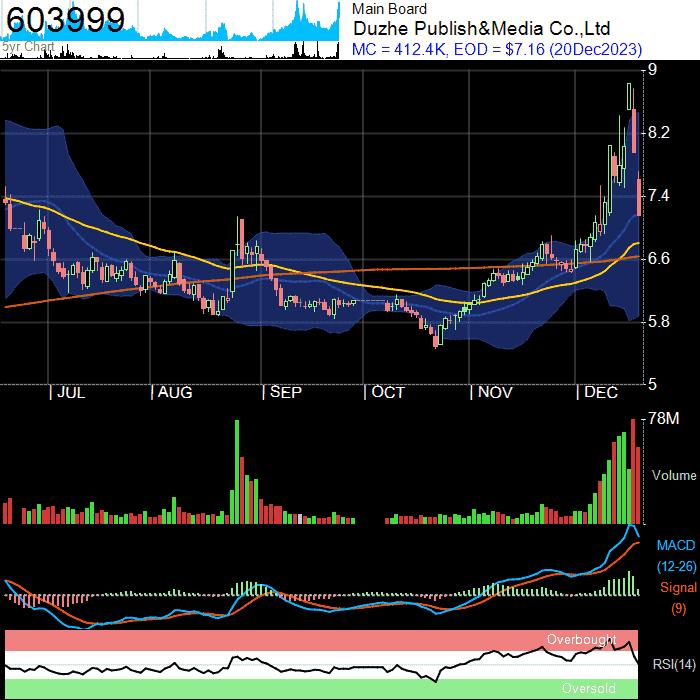 603999
5yr Chart
Main Board
Duzhe Publish&Media Co.,Ltd
MC = 412.4K, EOD = $7.16 (20Dec2023)
9
8.2
7.4
6.6
5.8
5
| JUL | AUG | SEP | OCT | NOV | DEC
78M
Volume
MACD
(12-26)
Signal
(9)
Overbought
RSI(14)
Oversold